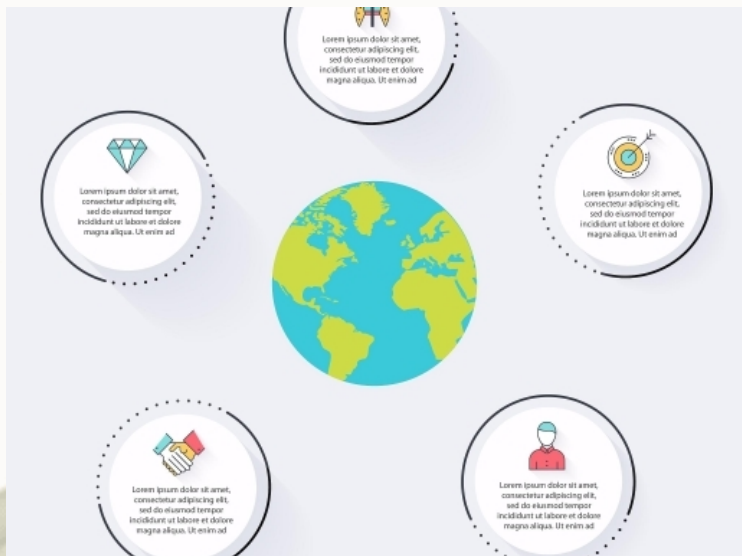 Lorem ipsum dolor sit amet,
consectetur adipiscing elit,
sed do eiusmod tempor
incididunt ut labore et dolore
magna aliqua. Ut enim ad
Lorem ipsum dolor sit amet,
consectetur adipiscing elit,
sed do eiusmod tempor
incididunt ut labore et dolore
magna aliqua. Ut enim ad
Lorem ipsum dolor sit amet,
consectetur adipiscing elit,
sed do eiusmod tempor
incididunt ut labore et dolore
magna aliqua. Ut enim ad
Lorem ipsum dolor sit amet,
consectetur adipiscing elit,
sed do eiusmod tempor
incididunt ut labore et dolore
magna aliqua. Ut enim ad
Lorem ipsum dolor sit amet,
consectetur adipiscing elit,
sed do eiusmod tempor
incididunt ut labore et dolore
magna aliqua. Ut enim ad